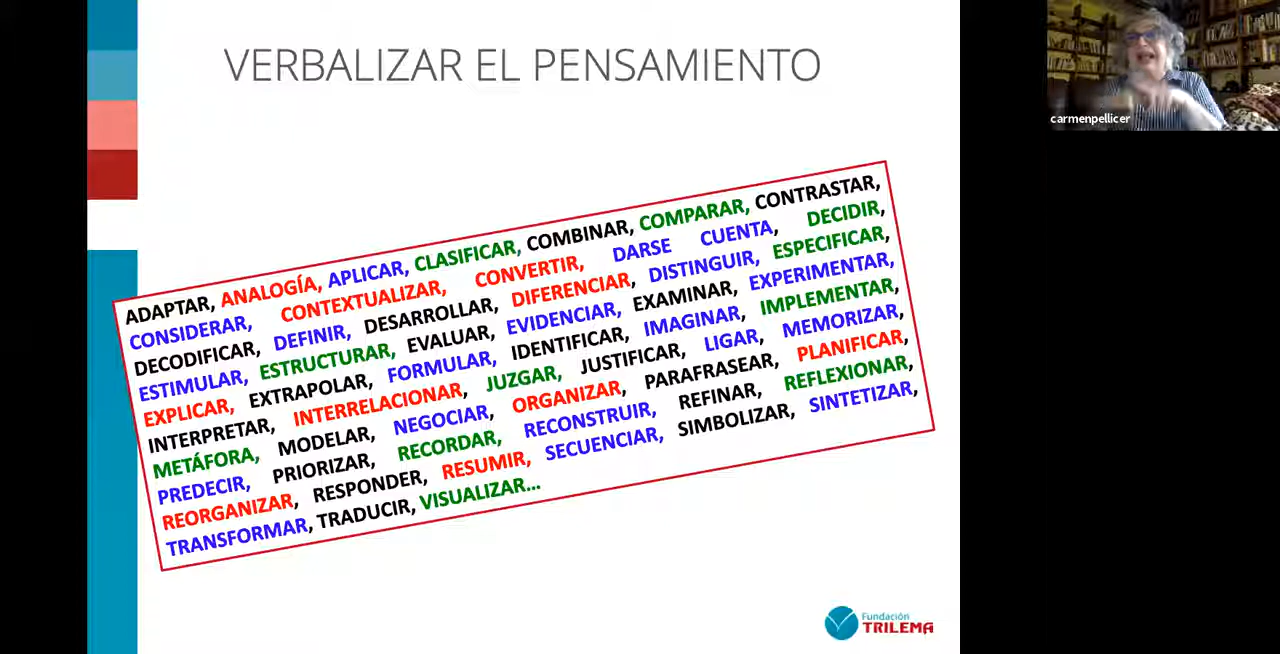 VERBALIZAR EL PENSAMIENTO
carmenpellicer
ADAPTAR, ANALOGÍA, APLICAR, CLASIFICAR, COMBINAR, COMPARAR, CONTRASTAR,
CONSIDERAR, CONTEXTUALIZAR, CONVERTIR, DARSE CUENTA, DECIDIR,
DECODIFICAR, DEFINIR, DESARROLLAR, DIFERENCIAR, DISTINGUIR, ESPECIFICAR,
ESTIMULAR, ESTRUCTURAR, EVALUAR, EVIDENCIAR, EXAMINAR, EXPERIMENTAR,
EXPLICAR, EXTRAPOLAR, FORMULAR, IDENTIFICAR, IMAGINAR, IMPLEMENTAR,
INTERPRETAR, INTERRELACIONAR, JUZGAR, JUSTIFICAR, LIGAR, MEMORIZAR,
METÁFORA, MODELAR, NEGOCIAR, ORGANIZAR, PARAFRASEAR, PLANIFICAR,
PREDECIR, PRIORIZAR, RECORDAR, RECONSTRUIR, REFINAR, REFLEXIONAR,
REORGANIZAR, RESPONDER, RESUMIR, SECUENCIAR, SIMBOLIZAR, SINTETIZAR,
TRANSFORMAR, TRADUCIR, VISUALIZAR...
Fundación
TRILEMA